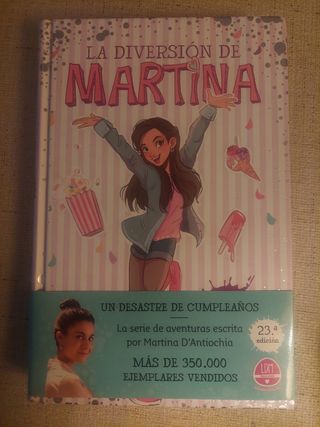 LA DIVERSIÓN DE
MARTINA
UN DESASTRE DE CUMPLEAÑOS
La serie de aventuras escrita
por Martina D'Antiochia
23.ª
edición
MÁS DE 350.000
EJEMPLARES VENDIDOS